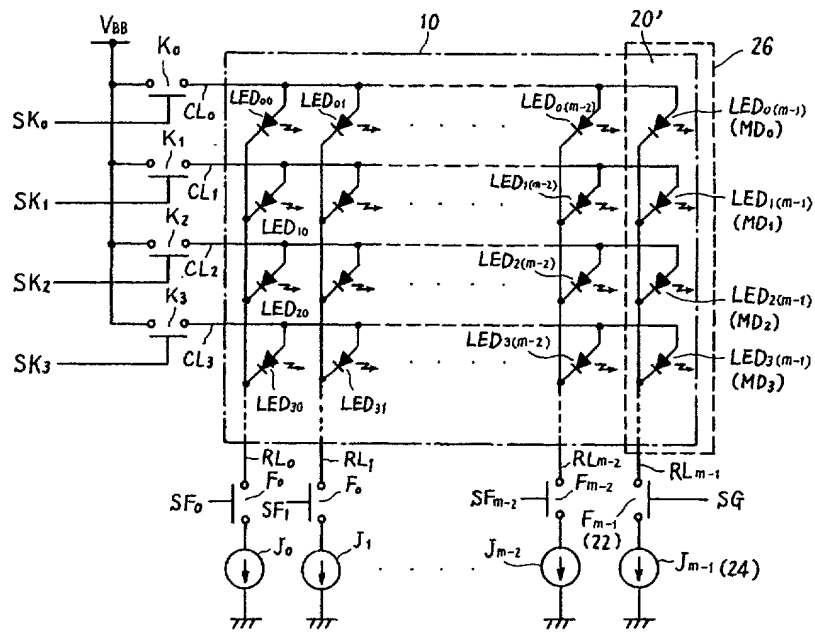 10
20'
26
VBB
K0
SK0
CL0
LED00
LED01
LED0(m-2)
LED0(m-1)
(MD0)
K1
SK1
CL1
LED10
LED1(m-2)
LED1(m-1)
(MD1)
K2
SK2
CL2
LED20
LED2(m-2)
LED2(m-1)
(MD2)
K3
SK3
CL3
LED30
LED31
LED3(m-2)
LED3(m-1)
(MD3)
RL0
RL1
RLm-2
RLm-1
SF0
F0
SF1
F0
SFm-2
Fm-2
Fm-1
(22)
SG
J0
J1
Jm-2
Jm-1 (24)